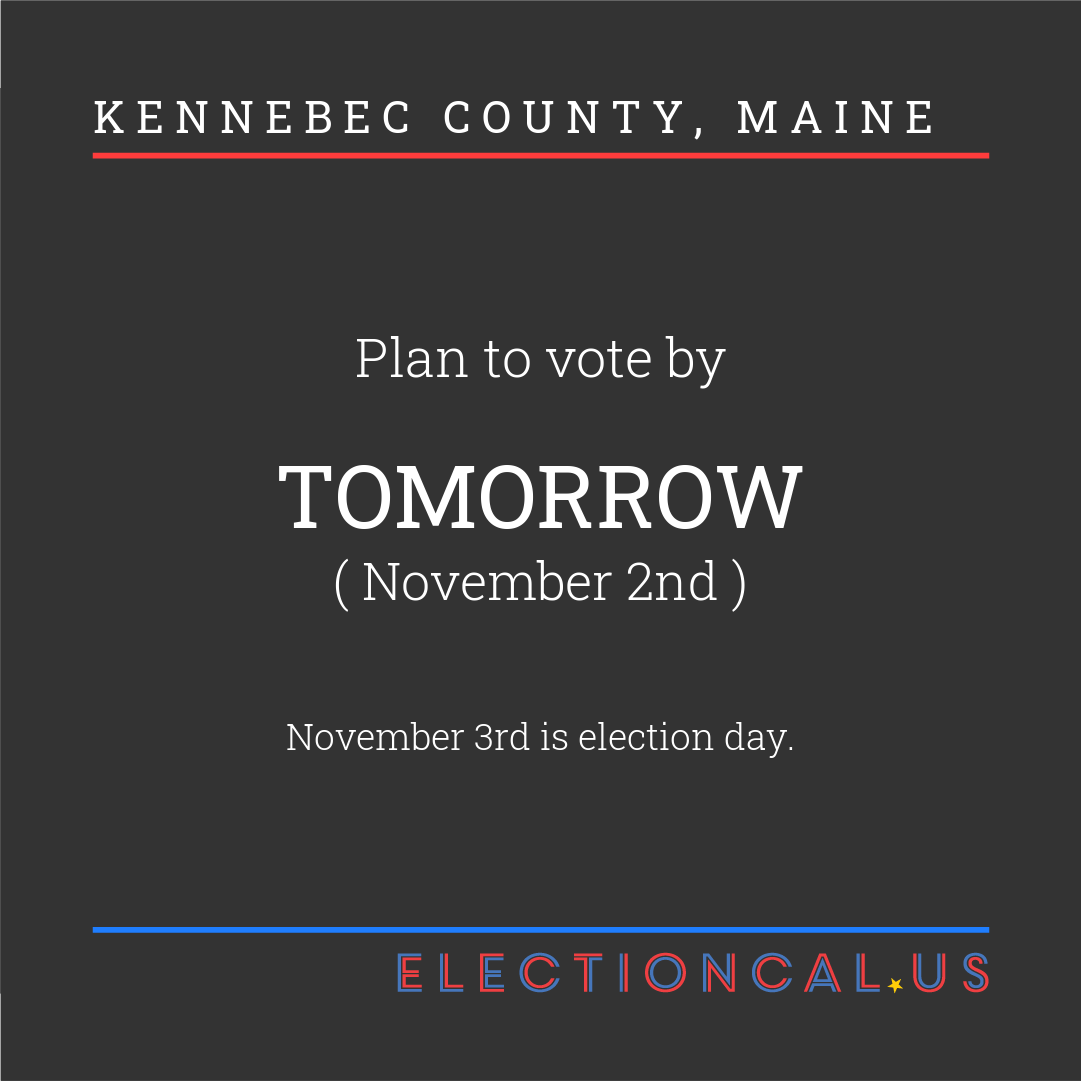 KENNEBEC COUNTY, MAINE
Plan to vote by
TOMORROW
( November 2nd )
November 3rd is election day.
ELECTIONCAL.US